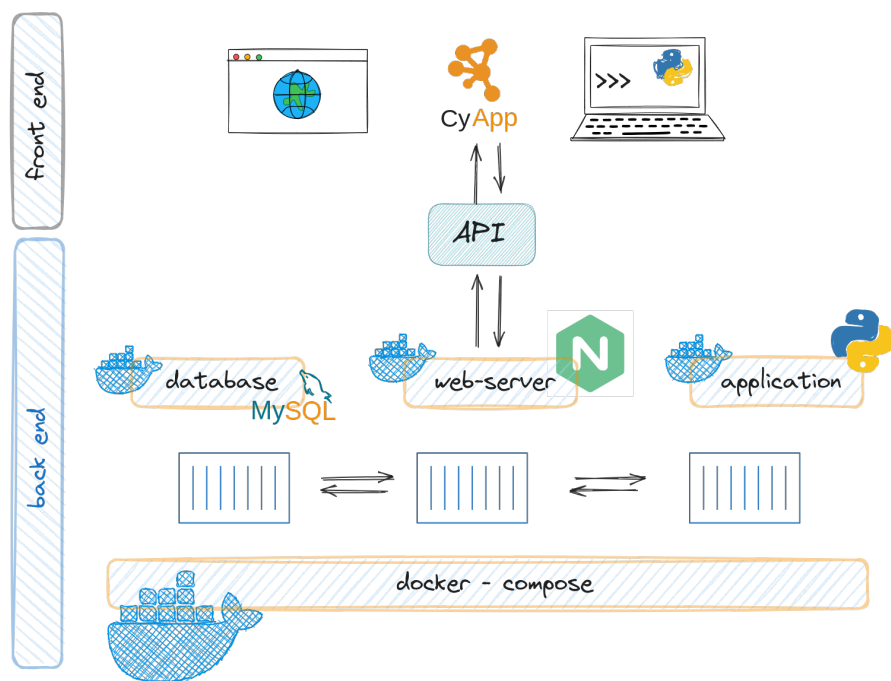 front end
>>>
CyApp
API
N
database
MySQL
web-server
application
back end
docker - compose